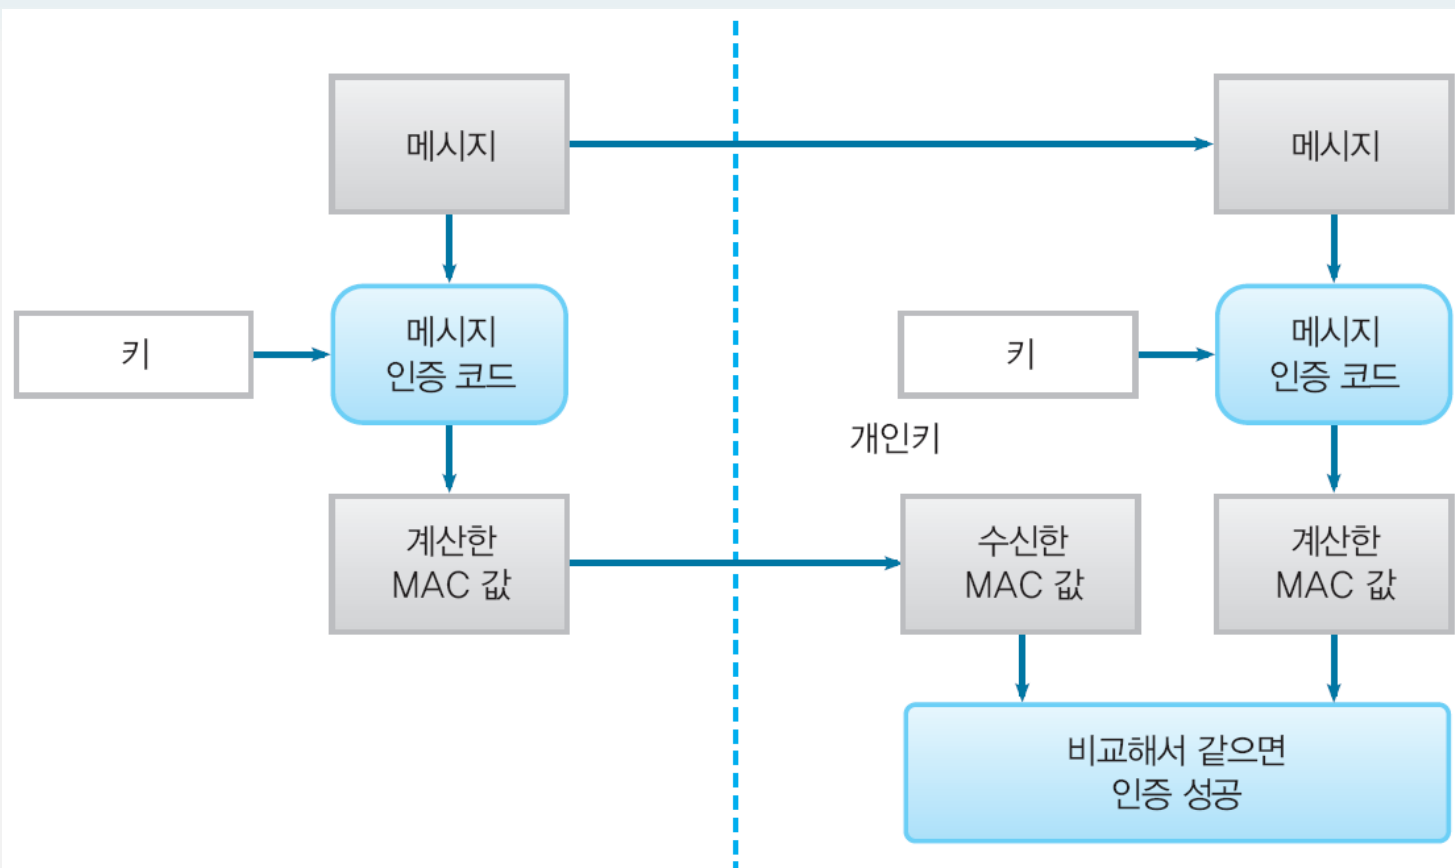 메시지
메시지
키
메시지
인증 코드
키
메시지
인증 코드
개인키
계산한
MAC 값
수신한
MAC 값
계산한
MAC 값
비교해서 같으면
인증 성공